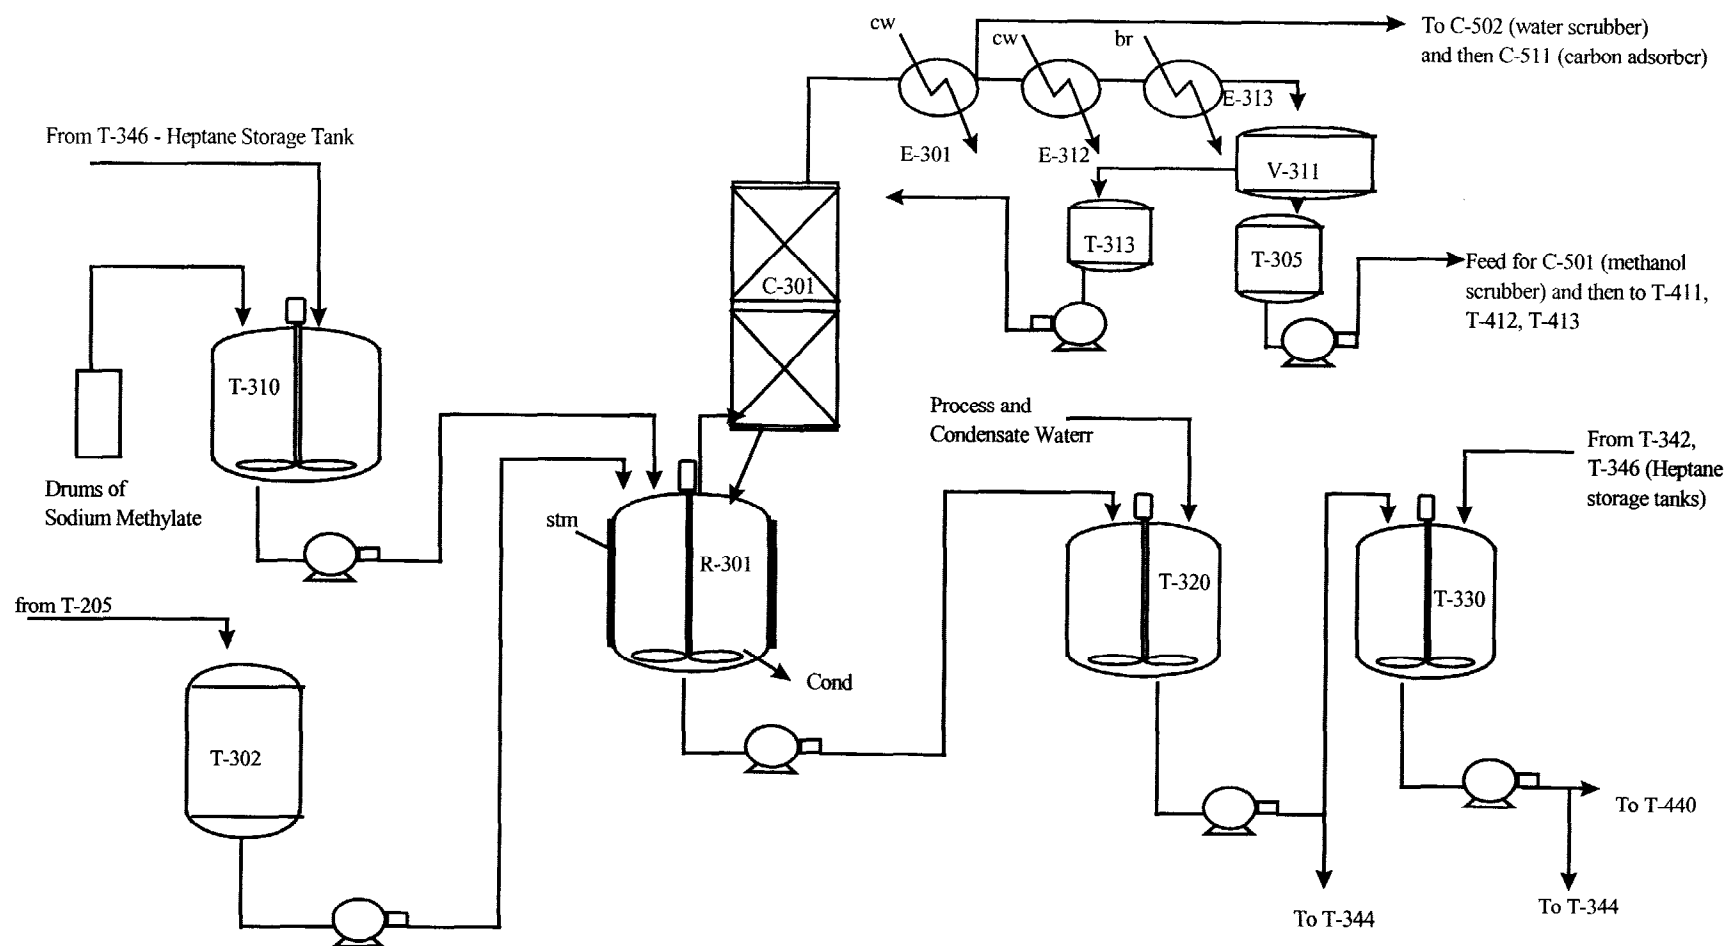 cw
cw
br
To C-502 (water scrubber)
and then C-511 (carbon adsorber)
E-313
From T-346 - Heptane Storage Tank
E-301
E-312
V-311
T-313
T-305
Feed for C-501 (methanol
scrubber) and then to T-411,
T-412, T-413
C-301
T-310
Process and
Condensate Waterr
From T-342,
T-346 (Heptane
storage tanks)
Drums of
Sodium Methylate
stm
R-301
T-320
T-330
from T-205
Cond
T-302
To T-440
To T-344
To T-344